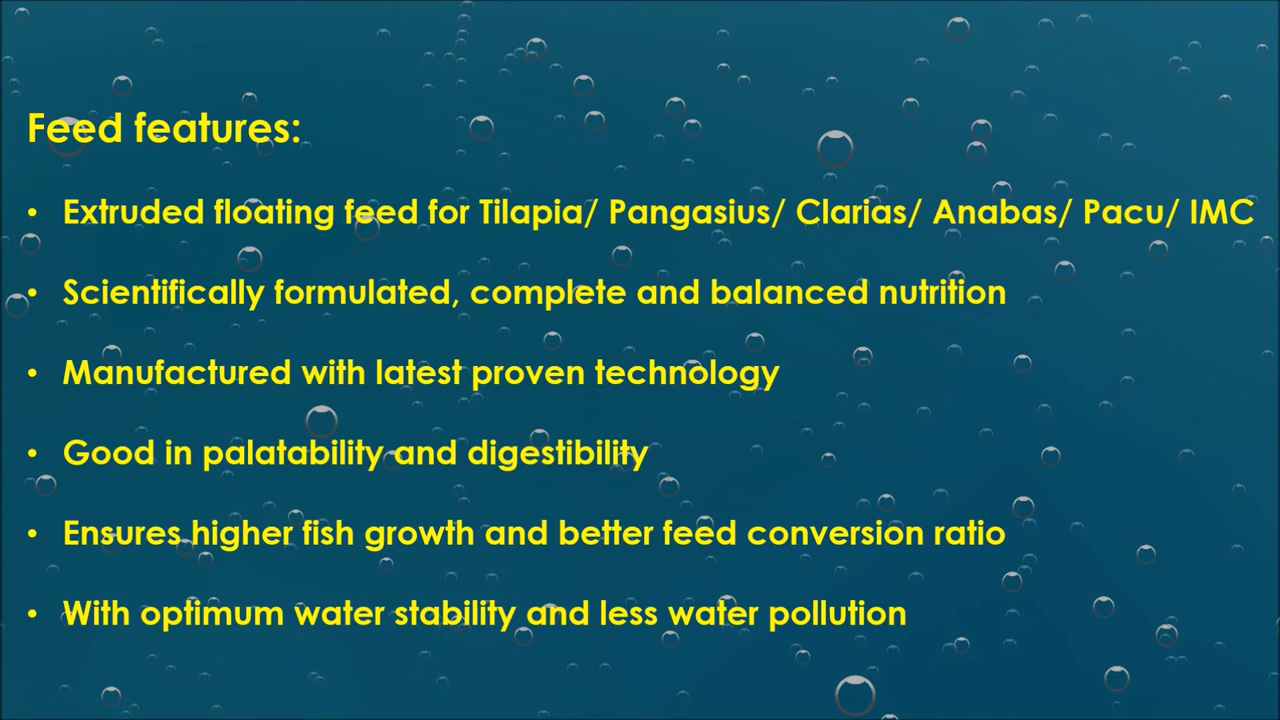 Feed features:
• Extruded floating feed for Tilapia/ Pangasius/ Clarias/ Anabas/ Pacu/ IMC
• Scientifically formulated, complete and balanced nutrition
• Manufactured with latest proven technology
• Good in palatability and digestibility
• Ensures higher fish growth and better feed conversion ratio
• With optimum water stability and less water pollution